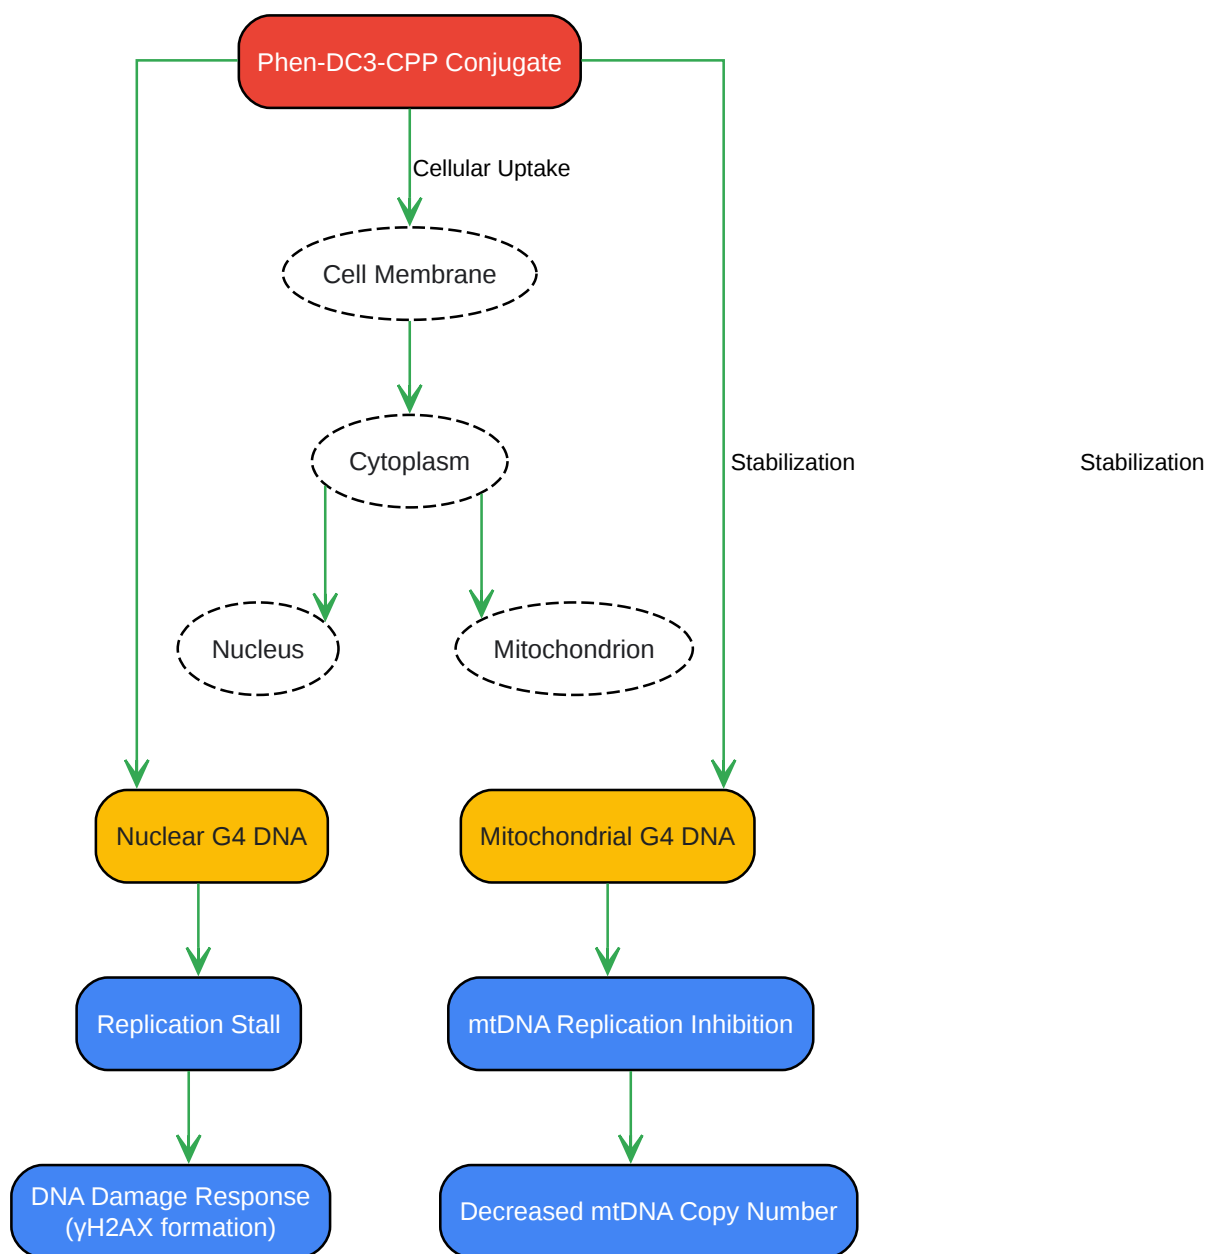 Phen-DC3-CPP Conjugate
Cellular Uptake
Cell Membrane
Cytoplasm
Stabilization
Stabilization
Nucleus
Mitochondrion
Nuclear G4 DNA
Mitochondrial G4 DNA
Replication Stall
mtDNA Replication Inhibition
DNA Damage Response
(γH2AX formation)
Decreased mtDNA Copy Number